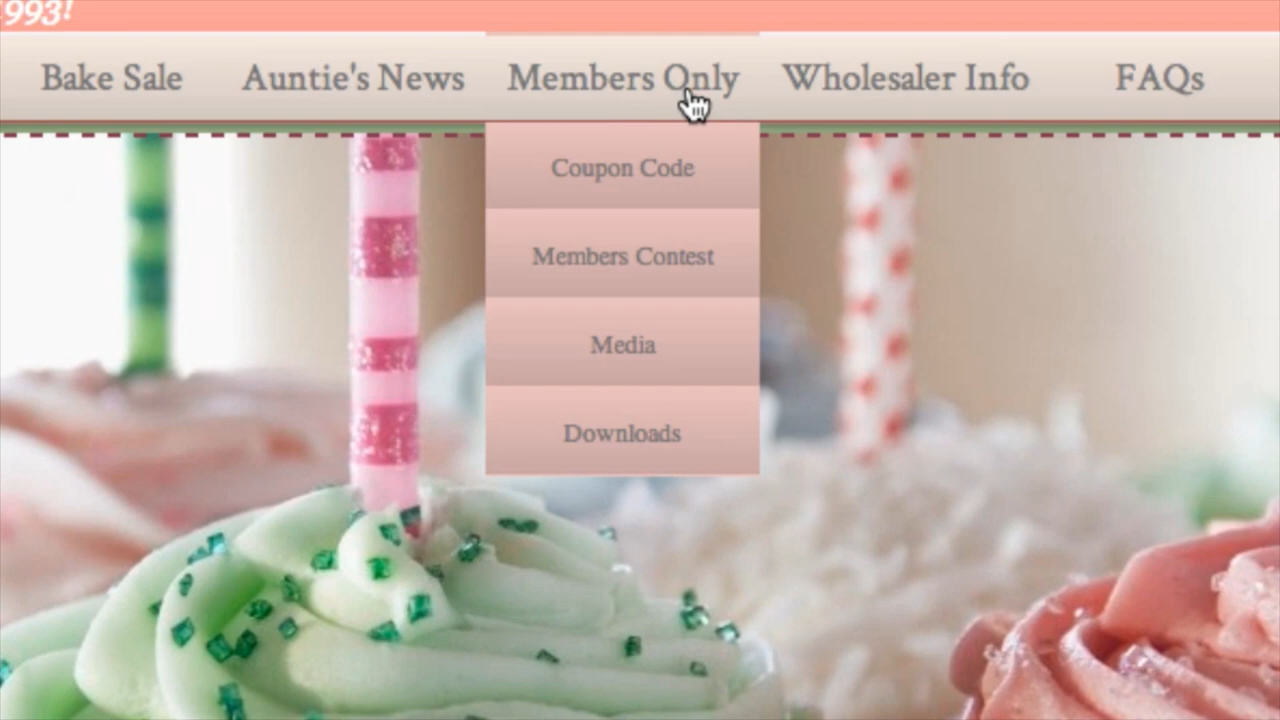 993!
Bake Sale Auntie's News Members Only Wholesaler Info FAQs
Coupon Code
Members Contest
Media
Downloads